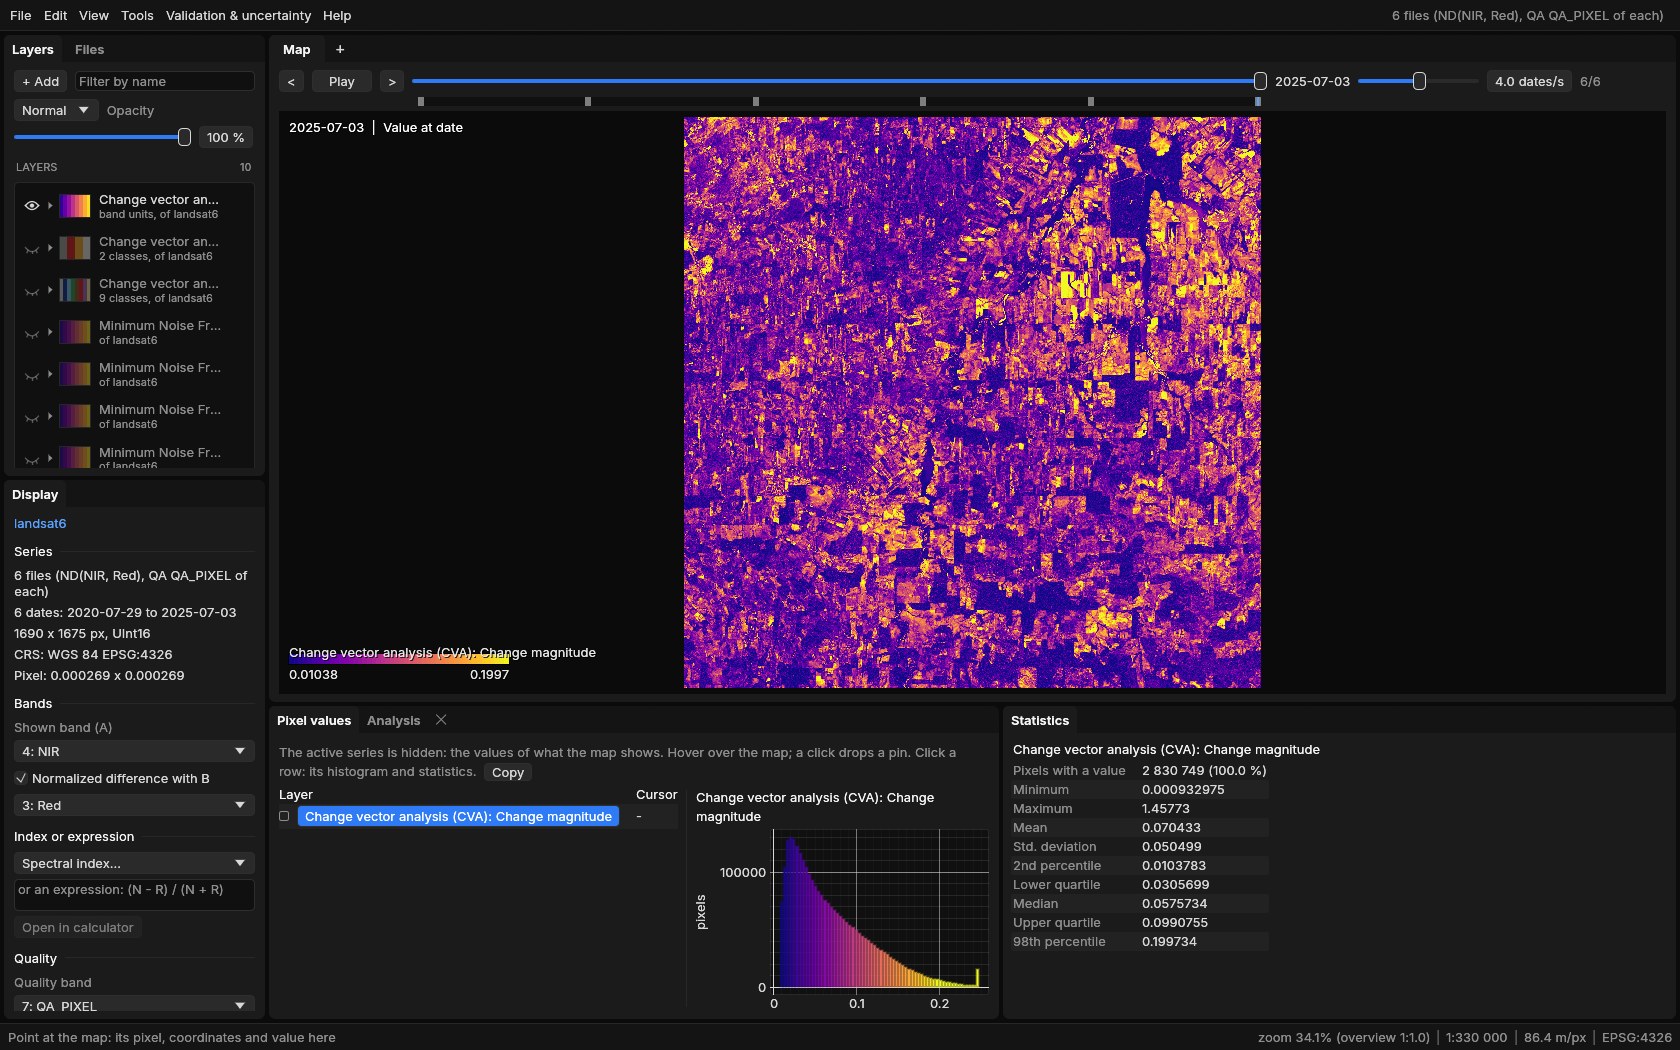 File Edit View Tools Validation & uncertainty Help
6 files (ND(NIR, Red), QA QA_PIXEL of each)
Layers Files
+ Add Filter by name
Normal Opacity
100 %
LAYERS 10
Change vector an...
band units, of landsat6
Change vector an...
2 classes, of landsat6
Change vector an...
9 classes, of landsat6
Minimum Noise Fr...
of landsat6
Minimum Noise Fr...
of landsat6
Minimum Noise Fr...
of landsat6
Minimum Noise Fr...
of landsat6
Display
landsat6
Series
6 files (ND(NIR, Red), QA QA_PIXEL of
each)
6 dates: 2020-07-29 to 2025-07-03
1690 x 1675 px, UInt16
CRS: WGS 84 EPSG:4326
Pixel: 0.000269 x 0.000269
Bands
Shown band (A)
4: NIR
Normalized difference with B
3: Red
Index or expression
Spectral index...
or an expression: (N - R) / (N + R)
Open in calculator
Quality
Quality band
7: QA_PIXEL
Map +
< Play > 2025-07-03 4.0 dates/s 6/6
2025-07-03 | Value at date
Change vector analysis (CVA): Change magnitude
0.01038 0.1997
Pixel values Analysis
The active series is hidden: the values of what the map shows. Hover over the map; a click drops a pin. Click a
row: its histogram and statistics. Copy
Layer Cursor
Change vector analysis (CVA): Change magnitude -
Change vector analysis (CVA): Change
magnitude
100000
pixels
0
0 0.1 0.2
Statistics
Change vector analysis (CVA): Change magnitude
Pixels with a value 2 830 749 (100.0 %)
Minimum 0.000932975
Maximum 1.45773
Mean 0.070433
Std. deviation 0.050499
2nd percentile 0.0103783
Lower quartile 0.0305699
Median 0.0575734
Upper quartile 0.0990755
98th percentile 0.199734
Point at the map: its pixel, coordinates and value here
zoom 34.1% (overview 1:1.0) | 1:330 000 | 86.4 m/px | EPSG:4326